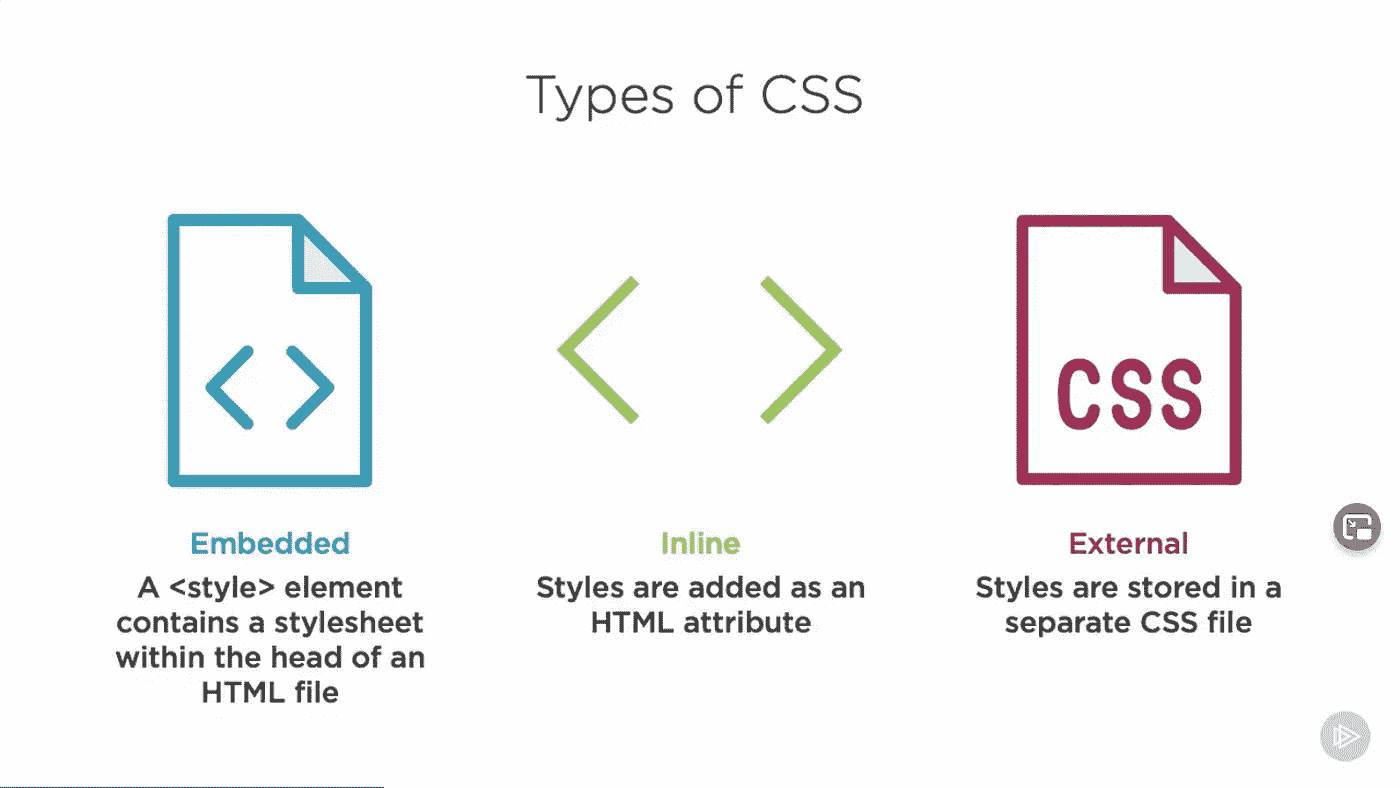 Types of CSS
CSS
Embedded
A <style> element
contains a stylesheet
within the head of an
HTML file
Inline
Styles are added as an
HTML attribute
External
Styles are stored in a
separate CSS file